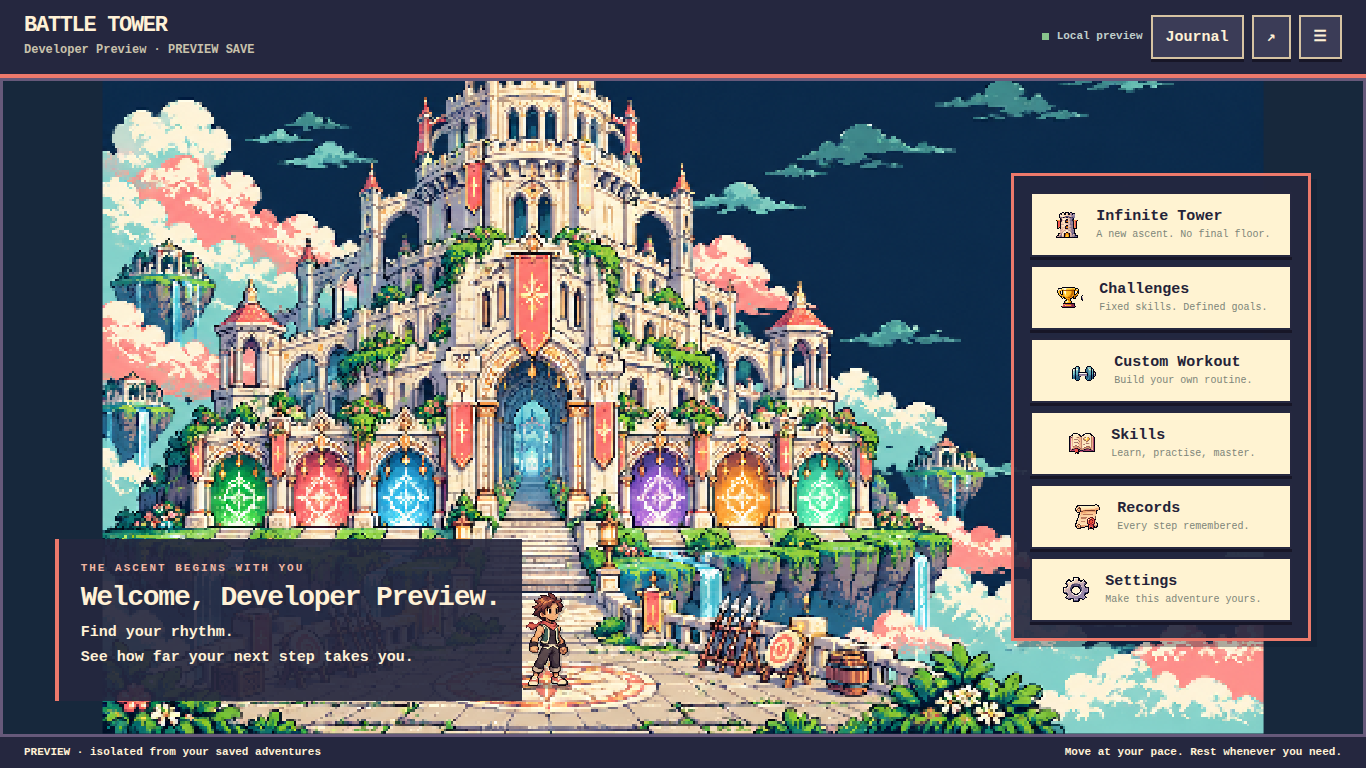 BATTLE TOWER
Developer Preview · PREVIEW SAVE
Local preview
Journal
↗
☰
Infinite Tower
A new ascent. No final floor.
Challenges
Fixed skills. Defined goals.
Custom Workout
Build your own routine.
Skills
Learn, practise, master.
Records
Every step remembered.
Settings
Make this adventure yours.
THE ASCENT BEGINS WITH YOU
Welcome, Developer Preview.
Find your rhythm.
See how far your next step takes you.
PREVIEW · isolated from your saved adventures
Move at your pace. Rest whenever you need.